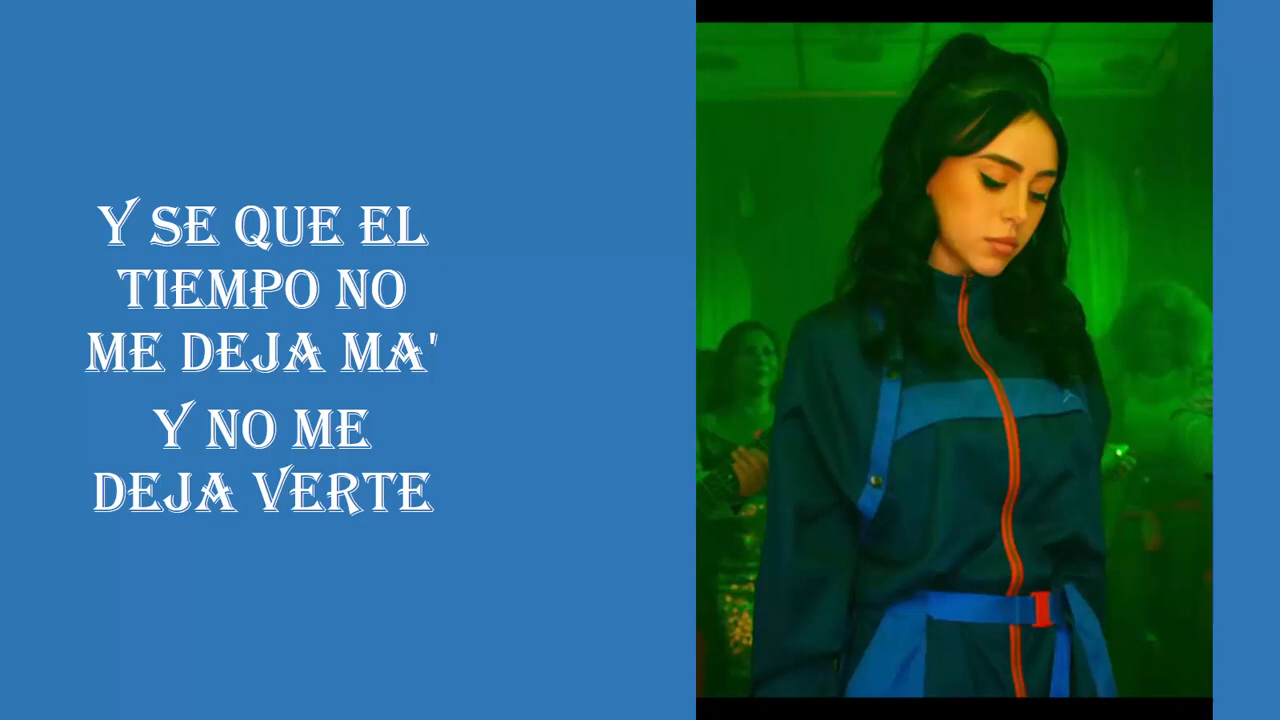 Y SE QUE EL
TIEMPO NO
ME DEJA MA'
Y NO ME
DEJA VERTE